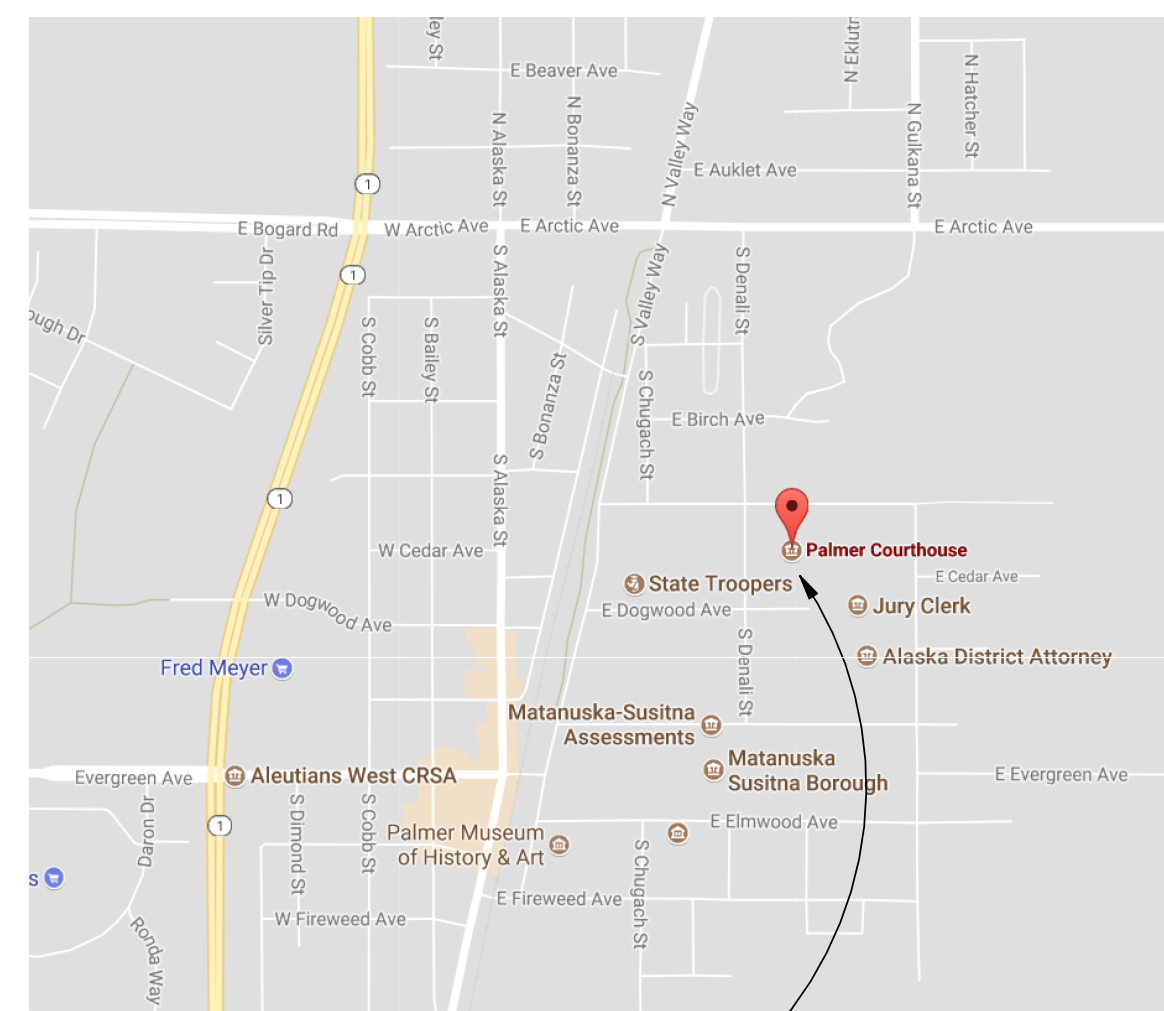 E Beaver Ave
N Alaska St
N Bonanza St
N Valley Way
N Gulkana St
N Hatcher St
E Auklet Ave
1
E Bogard Rd
W Arctic Ave
E Arctic Ave
E Arctic Ave
1
Silver Tip Dr
S Alaska St
S Valley Way
S Denali St
S Cobb St
S Bailey St
S Bonanza St
S Chugach St
E Birch Ave
S Alaska St
1
W Cedar Ave
Palmer Courthouse
E Cedar Ave
State Troopers
W Dogwood Ave
E Dogwood Ave
Jury Clerk
Fred Meyer
Alaska District Attorney
S Denali St
Matanuska-Susitna
Assessments
Matanuska
Susitna Borough
Evergreen Ave
Aleutians West CRSA
E Evergreen Ave
Daron Dr
S Dimond St
S Cobb St
1
Palmer Museum
of History & Art
E Elmwood Ave
S Chugach St
E Fireweed Ave
W Fireweed Ave
Ronda Way